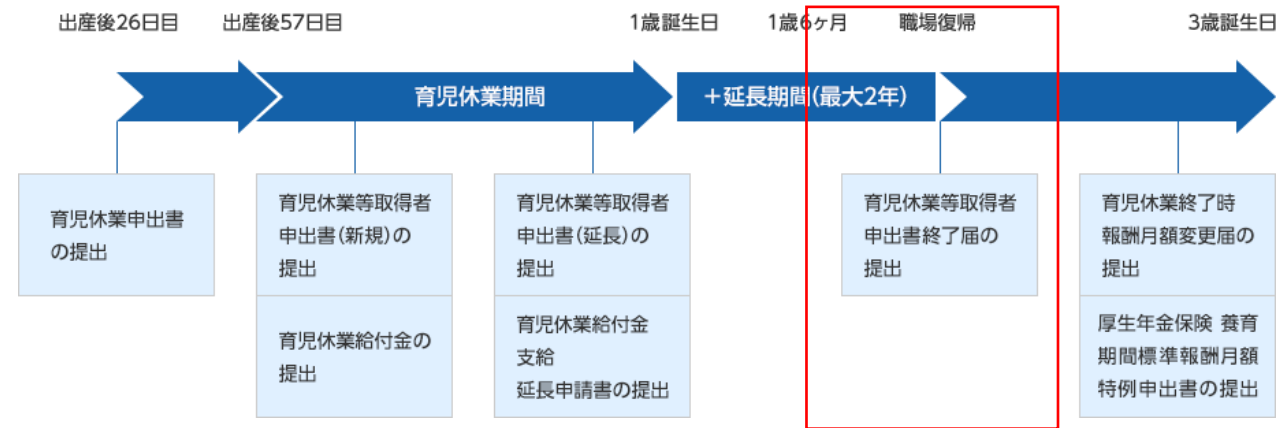 出産後26日目
出産後57日目
1歳誕生日
1歳6ヶ月
職場復帰
3歳誕生日
育児休業期間
＋延長期間(最大2年)
育児休業申出書
の提出
育児休業等取得者
申出書(新規)の
提出
育児休業給付金の
提出
育児休業等取得者
申出書(延長)の
提出
育児休業給付金
支給
延長申請書の提出
育児休業等取得者
申出書終了届の
提出
育児休業終了時
報酬月額変更届の
提出
厚生年金保険 養育
期間標準報酬月額
特例申出書の提出